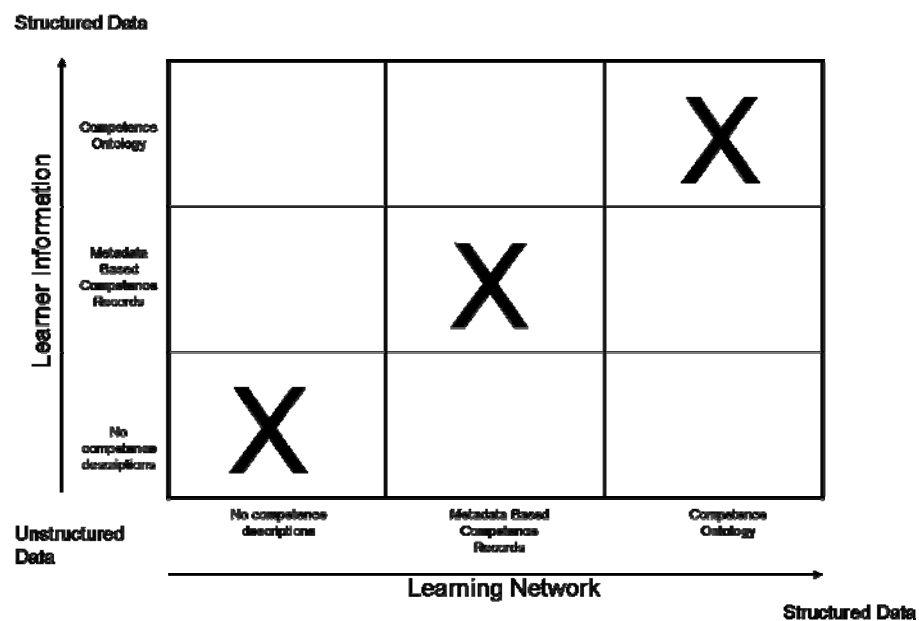 Structured Data
Competence
Ontology
X
Learner Information
Metadata
Based
Competence
Records
X
No
competence
descriptions
X
Unstructured
Data
No competence
descriptions
Metadata Based
Competence
Records
Competence
Ontology
Learning Network
Structured Data